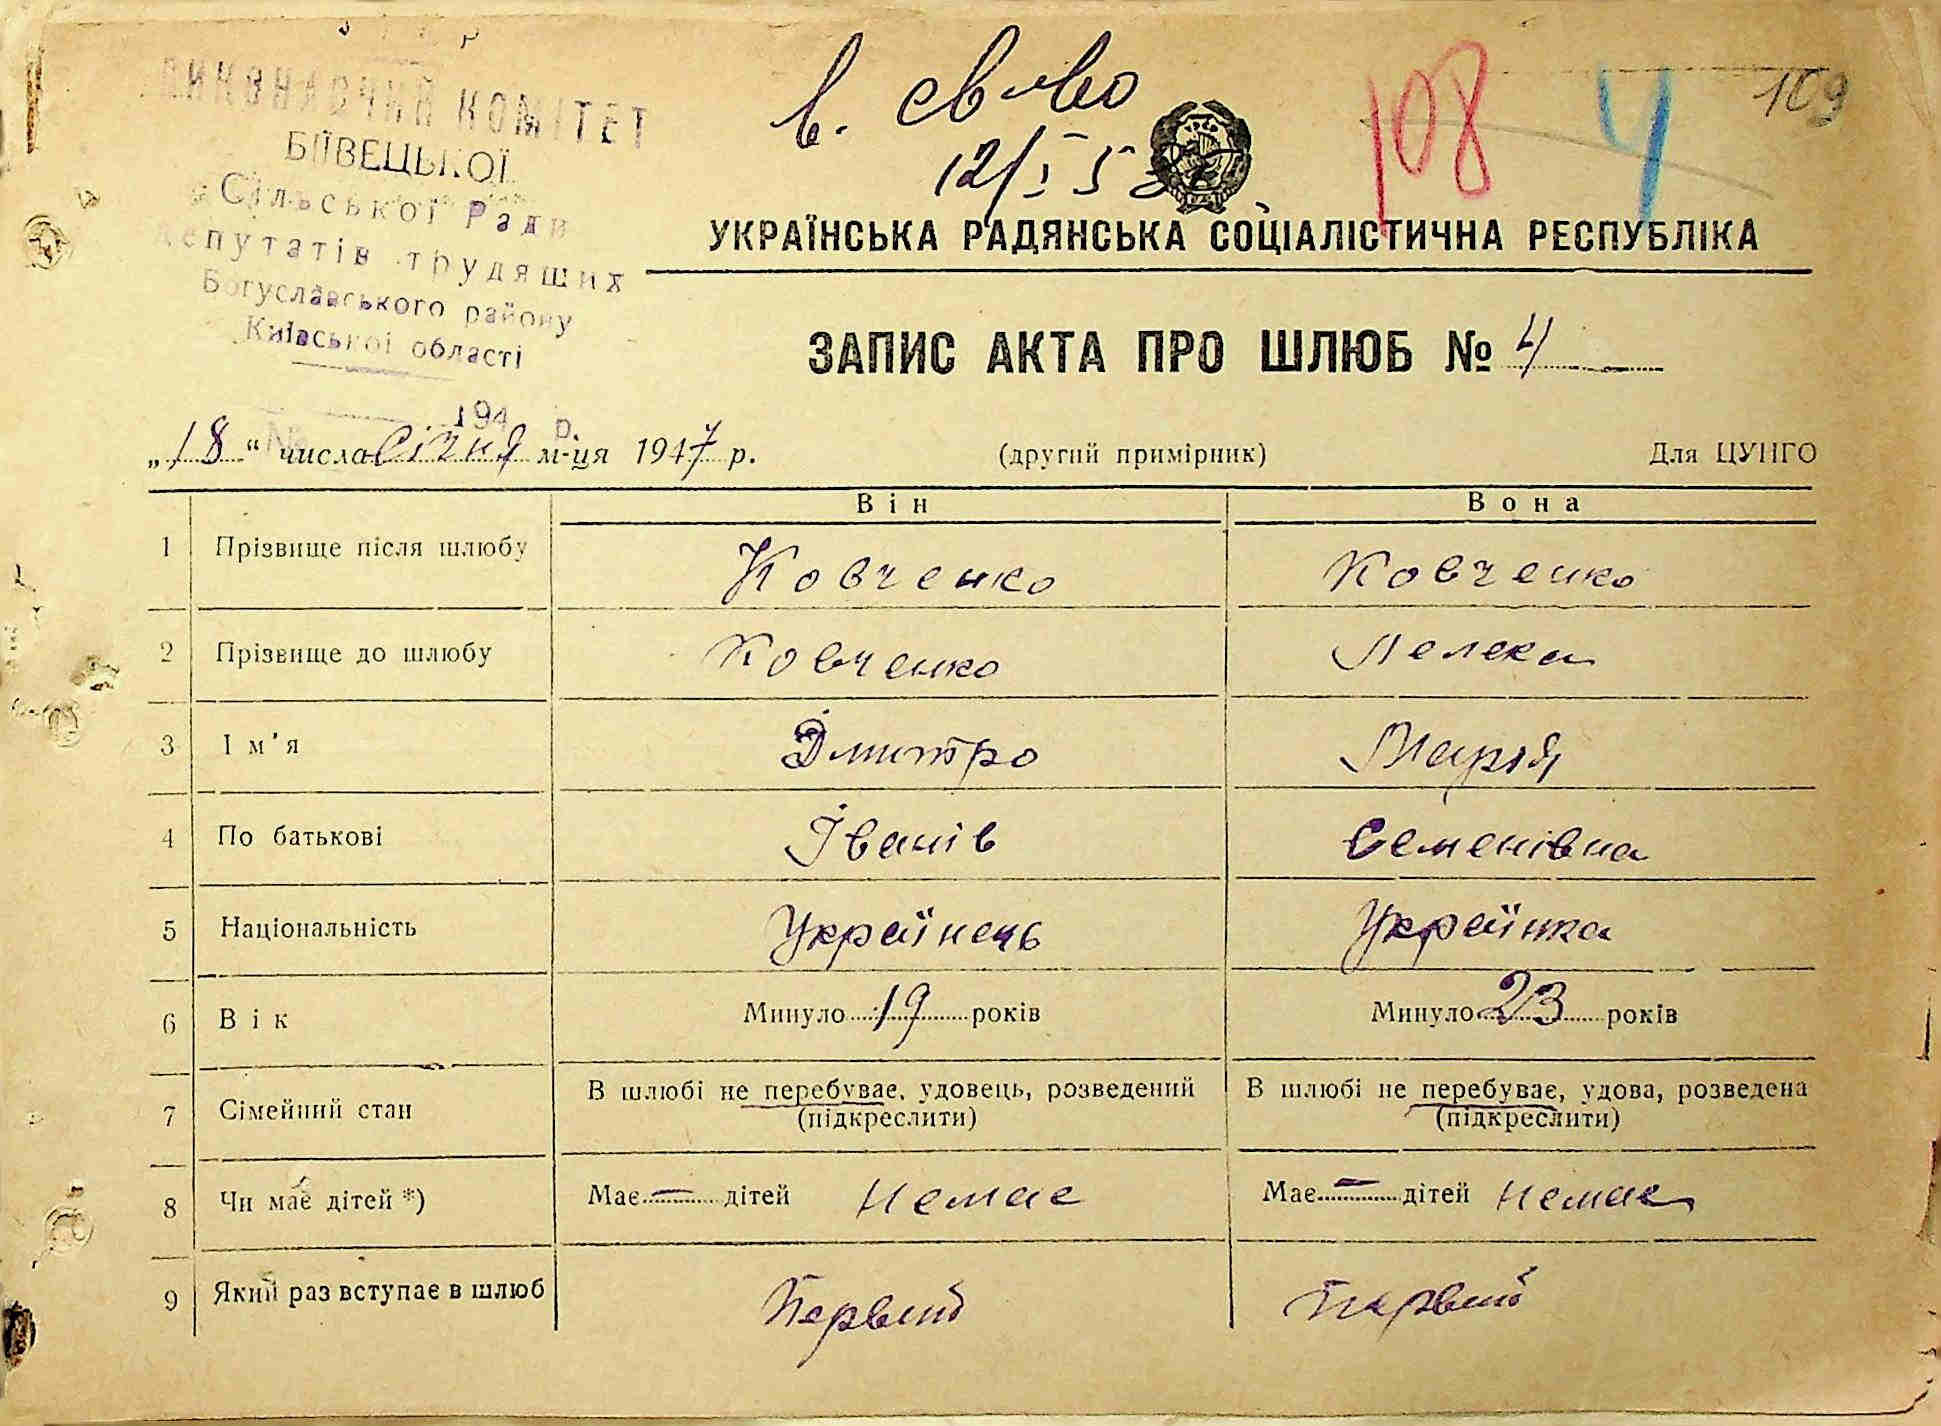 ВИКОНАВЧИЙ КОМІТЕТ
БІЇВЕЦЬКОЇ
Сільської Ради
депутатів трудящих
Богуславського району
Київської області
194 р.
№
в. св-во
12/I 5
108
4
109
УКРАЇНСЬКА РАДЯНСЬКА СОЦІАЛІСТИЧНА РЕСПУБЛІКА
ЗАПИС АКТА ПРО ШЛЮБ № 4
„18“ числа січня м-ця 1947 р. (другий примірник) Для ЦУНГО
Він Вона
1 Прізвище після шлюбу Ковченко Ковченко
2 Прізвище до шлюбу Ковченко Лелека
3 Ім'я Дмитро Марія
4 По батькові Іванів Семенівна
5 Національність Українець Українка
6 Вік Минуло 19 років Минуло 23 років
7 Сімейний стан В шлюбі не перебуває, удовець, розведений В шлюбі не перебуває, удова, розведена
(підкреслити) (підкреслити)
8 Чи має дітей *) Має — дітей немає Має — дітей немає
9 Який раз вступає в шлюб Первий Первий